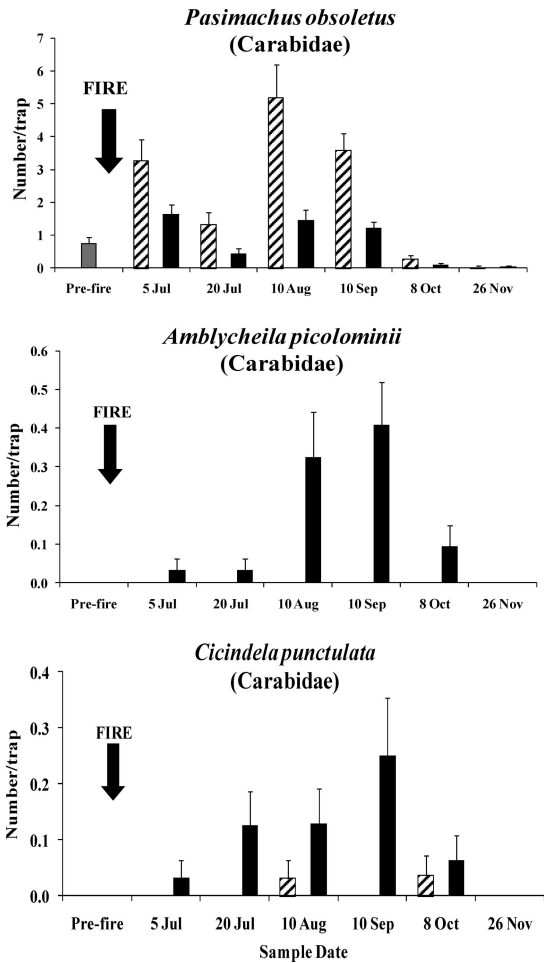 Pasimachus obsoletus
(Carabidae)
Number/trap
7
6
5
4
3
2
1
0
FIRE
Pre-fire 5 Jul 20 Jul 10 Aug 10 Sep 8 Oct 26 Nov
Amblycheila picolominii
(Carabidae)
Number/trap
0.6
0.5
0.4
0.3
0.2
0.1
0.0
FIRE
Pre-fire 5 Jul 20 Jul 10 Aug 10 Sep 8 Oct 26 Nov
Cicindela punctulata
(Carabidae)
Number/trap
0.4
0.3
0.2
0.1
0.0
FIRE
Pre-fire 5 Jul 20 Jul 10 Aug 10 Sep 8 Oct 26 Nov
Sample Date